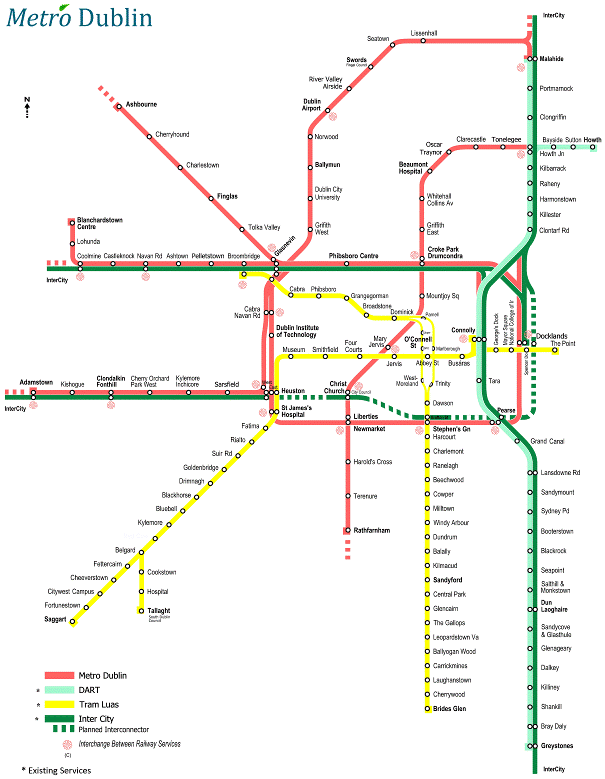 Metro Dublin
InterCity
Lissenhall
Seatown
Malahide
Swords
Fingal Council
River Valley
Airside
Portmarnock
Dublin
Airport
N
Ashbourne
Clongriffin
Cherryhound
Norwood
Oscar
Traynor
Clarecastle
Tonelegee
Bayside
Sutton
Howth
Howth Jn
Charlestown
Ballymun
Beaumont
Hospital
Kilbarrack
Raheny
Finglas
Dublin City
University
Whitehall
Collins Av
Harmonstown
Killester
Blanchardstown
Centre
Tolka Valley
Griffith
West
Griffith
East
Clontarf Rd
Lohunda
Glasnevin
Coolmine
Castleknock
Navan Rd
Ashtown
Pelletstown
Broombridge
Phibsboro Centre
Croke Park
Drumcondra
InterCity
Cabra
Phibsboro
Grangegorman
Mountjoy Sq
Broadstone
Dominick
Parnell
Cabra
Navan Rd
Dublin Institute
of Technology
Mary
Jervis
O'Connell
St
Marlborough
Connolly
George's Dock
Mayor Square
National College of Ir
Spencer Dock
Docklands
The Point
Museum
Smithfield
Four
Courts
Jervis
Abbey St
Busaras
Adamstown
Kishogue
Clondalkin
Fonthill
Cherry Orchard
Park West
Kylemore
Inchicore
Sarsfield
Heuston
Christ
Church
City Council
West-
Moreland
Trinity
Tara
InterCity
St James's
Hospital
Liberties
Dawson
Pearse
Newmarket
Stephen's Gn
Fatima
Harcourt
Grand Canal
Rialto
Charlemont
Suir Rd
Harold's Cross
Ranelagh
Lansdowne Rd
Goldenbridge
Drimnagh
Beechwood
Blackhorse
Terenure
Cowper
Sandymount
Bluebell
Milltown
Sydney Pd
Kylemore
Rathfarnham
Windy Arbour
Booterstown
Dundrum
Belgard
Balally
Blackrock
Fettercairn
Cookstown
Kilmacud
Seapoint
Cheeverstown
Sandyford
Citywest Campus
Hospital
Central Park
Salthill &
Monkstown
Fortunestown
Tallaght
South Dublin
Council
Glencairn
Dun
Laoghaire
Saggart
The Gallops
Sandycove
& Glasthule
Leopardstown Va
Ballyogan Wood
Glenageary
Carrickmines
Dalkey
Laughanstown
Killiney
Cherrywood
Brides Glen
Shankill
Bray Daly
Greystones
InterCity
Metro Dublin
* DART
* Tram Luas
* Inter City
Planned Interconnector
Interchange Between Railway Services
(C)
* Existing Services